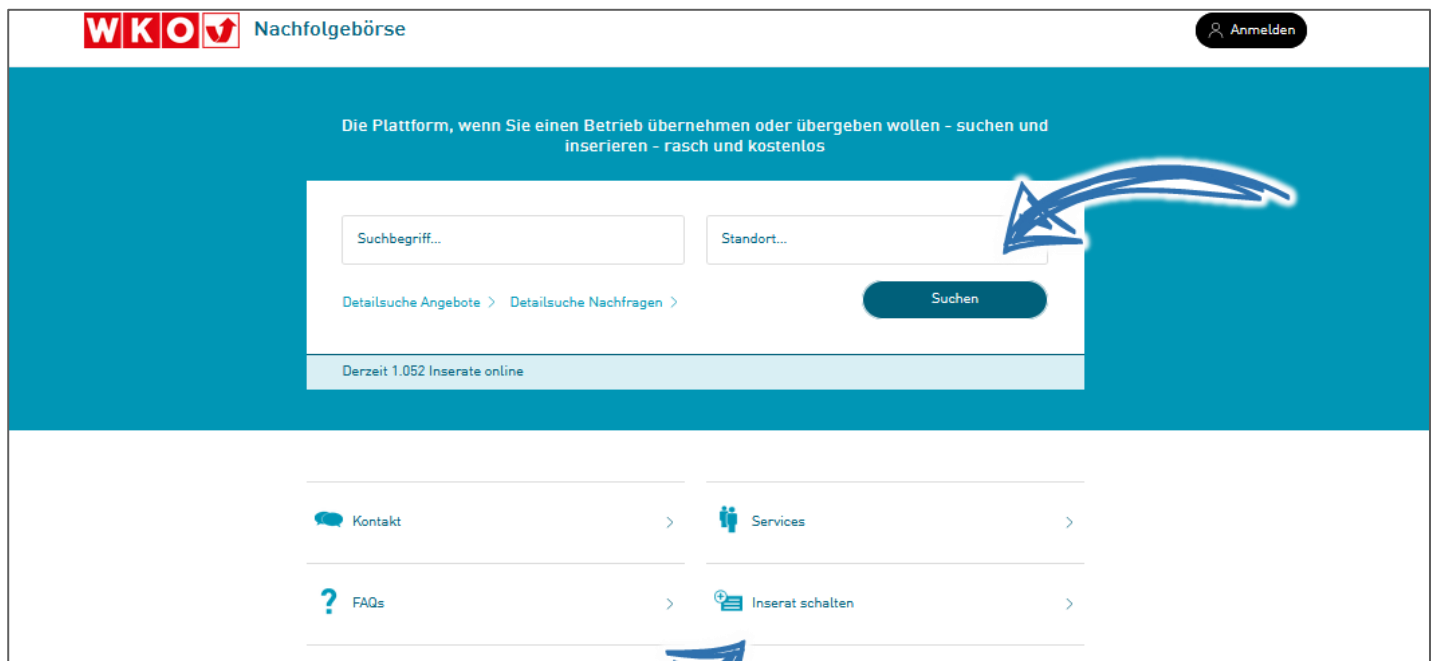 WKO Nachfolgebörse
Anmelden
Die Plattform, wenn Sie einen Betrieb übernehmen oder übergeben wollen - suchen und
inserieren - rasch und kostenlos
Suchbegriff...
Standort...
Detailsuche Angebote >
Detailsuche Nachfragen >
Suchen
Derzeit 1.052 Inserate online
Kontakt >
Services >
? FAQs >
Inserat schalten >